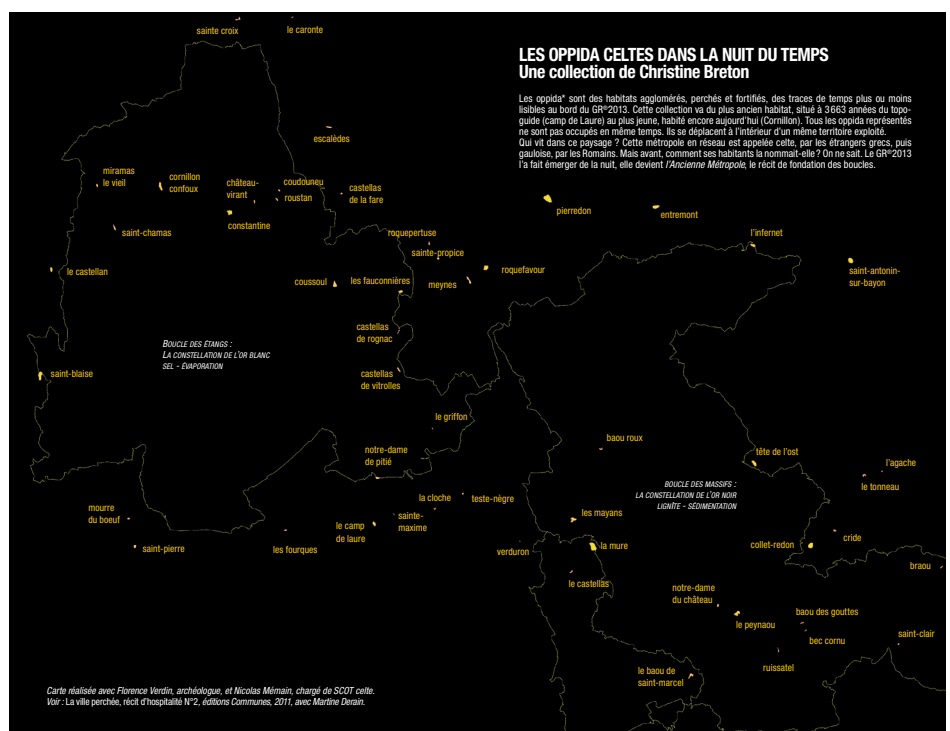 sainte croix
le caronte
LES OPPIDA CELTES DANS LA NUIT DU TEMPS
Une collection de Christine Breton
Les oppida* sont des habitats agglomérés, perchés et fortifiés, des traces de temps plus ou moins
lisibles au bord du GR®2013. Cette collection va du plus ancien habitat, situé à 3663 années du topo-
guide (camp de Laure) au plus jeune, habité encore aujourd'hui (Cornillon). Tous les oppida représentés
ne sont pas occupés en même temps. Ils se déplacent à l'intérieur d'un même territoire exploité.
Qui vit dans ce paysage ? Cette métropole en réseau est appelée celte, par les étrangers grecs, puis
gauloise, par les Romains. Mais avant, comment ses habitants la nommait-elle ? On ne sait. Le GR®2013
l'a fait émerger de la nuit, elle devient l'Ancienne Métropole, le récit de fondation des boucles.
escalèdes
miramas
le vieil
cornillon
confoux
château-
virant
coudouneu
roustan
castellas
de la fare
constantine
saint-chamas
pierredon
entremont
l'infernet
roquepertuse
sainte-propice
roquefavour
saint-antonin-
sur-bayon
le castellan
coussoul
les fauconnières
meynes
castellas
de rognac
BOUCLE DES ÉTANGS :
LA CONSTELLATION DE L'OR BLANC
SEL - ÉVAPORATION
saint-blaise
castellas
de vitrolles
le griffon
baou roux
notre-dame
de pitié
tête de l'ost
l'agache
le tonneau
BOUCLE DES MASSIFS :
LA CONSTELLATION DE L'OR NOIR
LIGNITE - SÉDIMENTATION
la cloche
teste-nègre
mourre
du boeuf
le camp
de laure
sainte-
maxime
les mayans
saint-pierre
les fourques
verduron
la mure
collet-redon
cride
braou
le castellas
notre-dame
du château
le peynaou
baou des gouttes
bec cornu
saint-clair
ruissatel
le baou de
saint-marcel
Carte réalisée avec Florence Verdin, archéologue, et Nicolas Mémain, chargé de SCOT celte.
Voir : La ville perchée, récit d'hospitalité N°2, éditions Communes, 2011, avec Martine Derain.